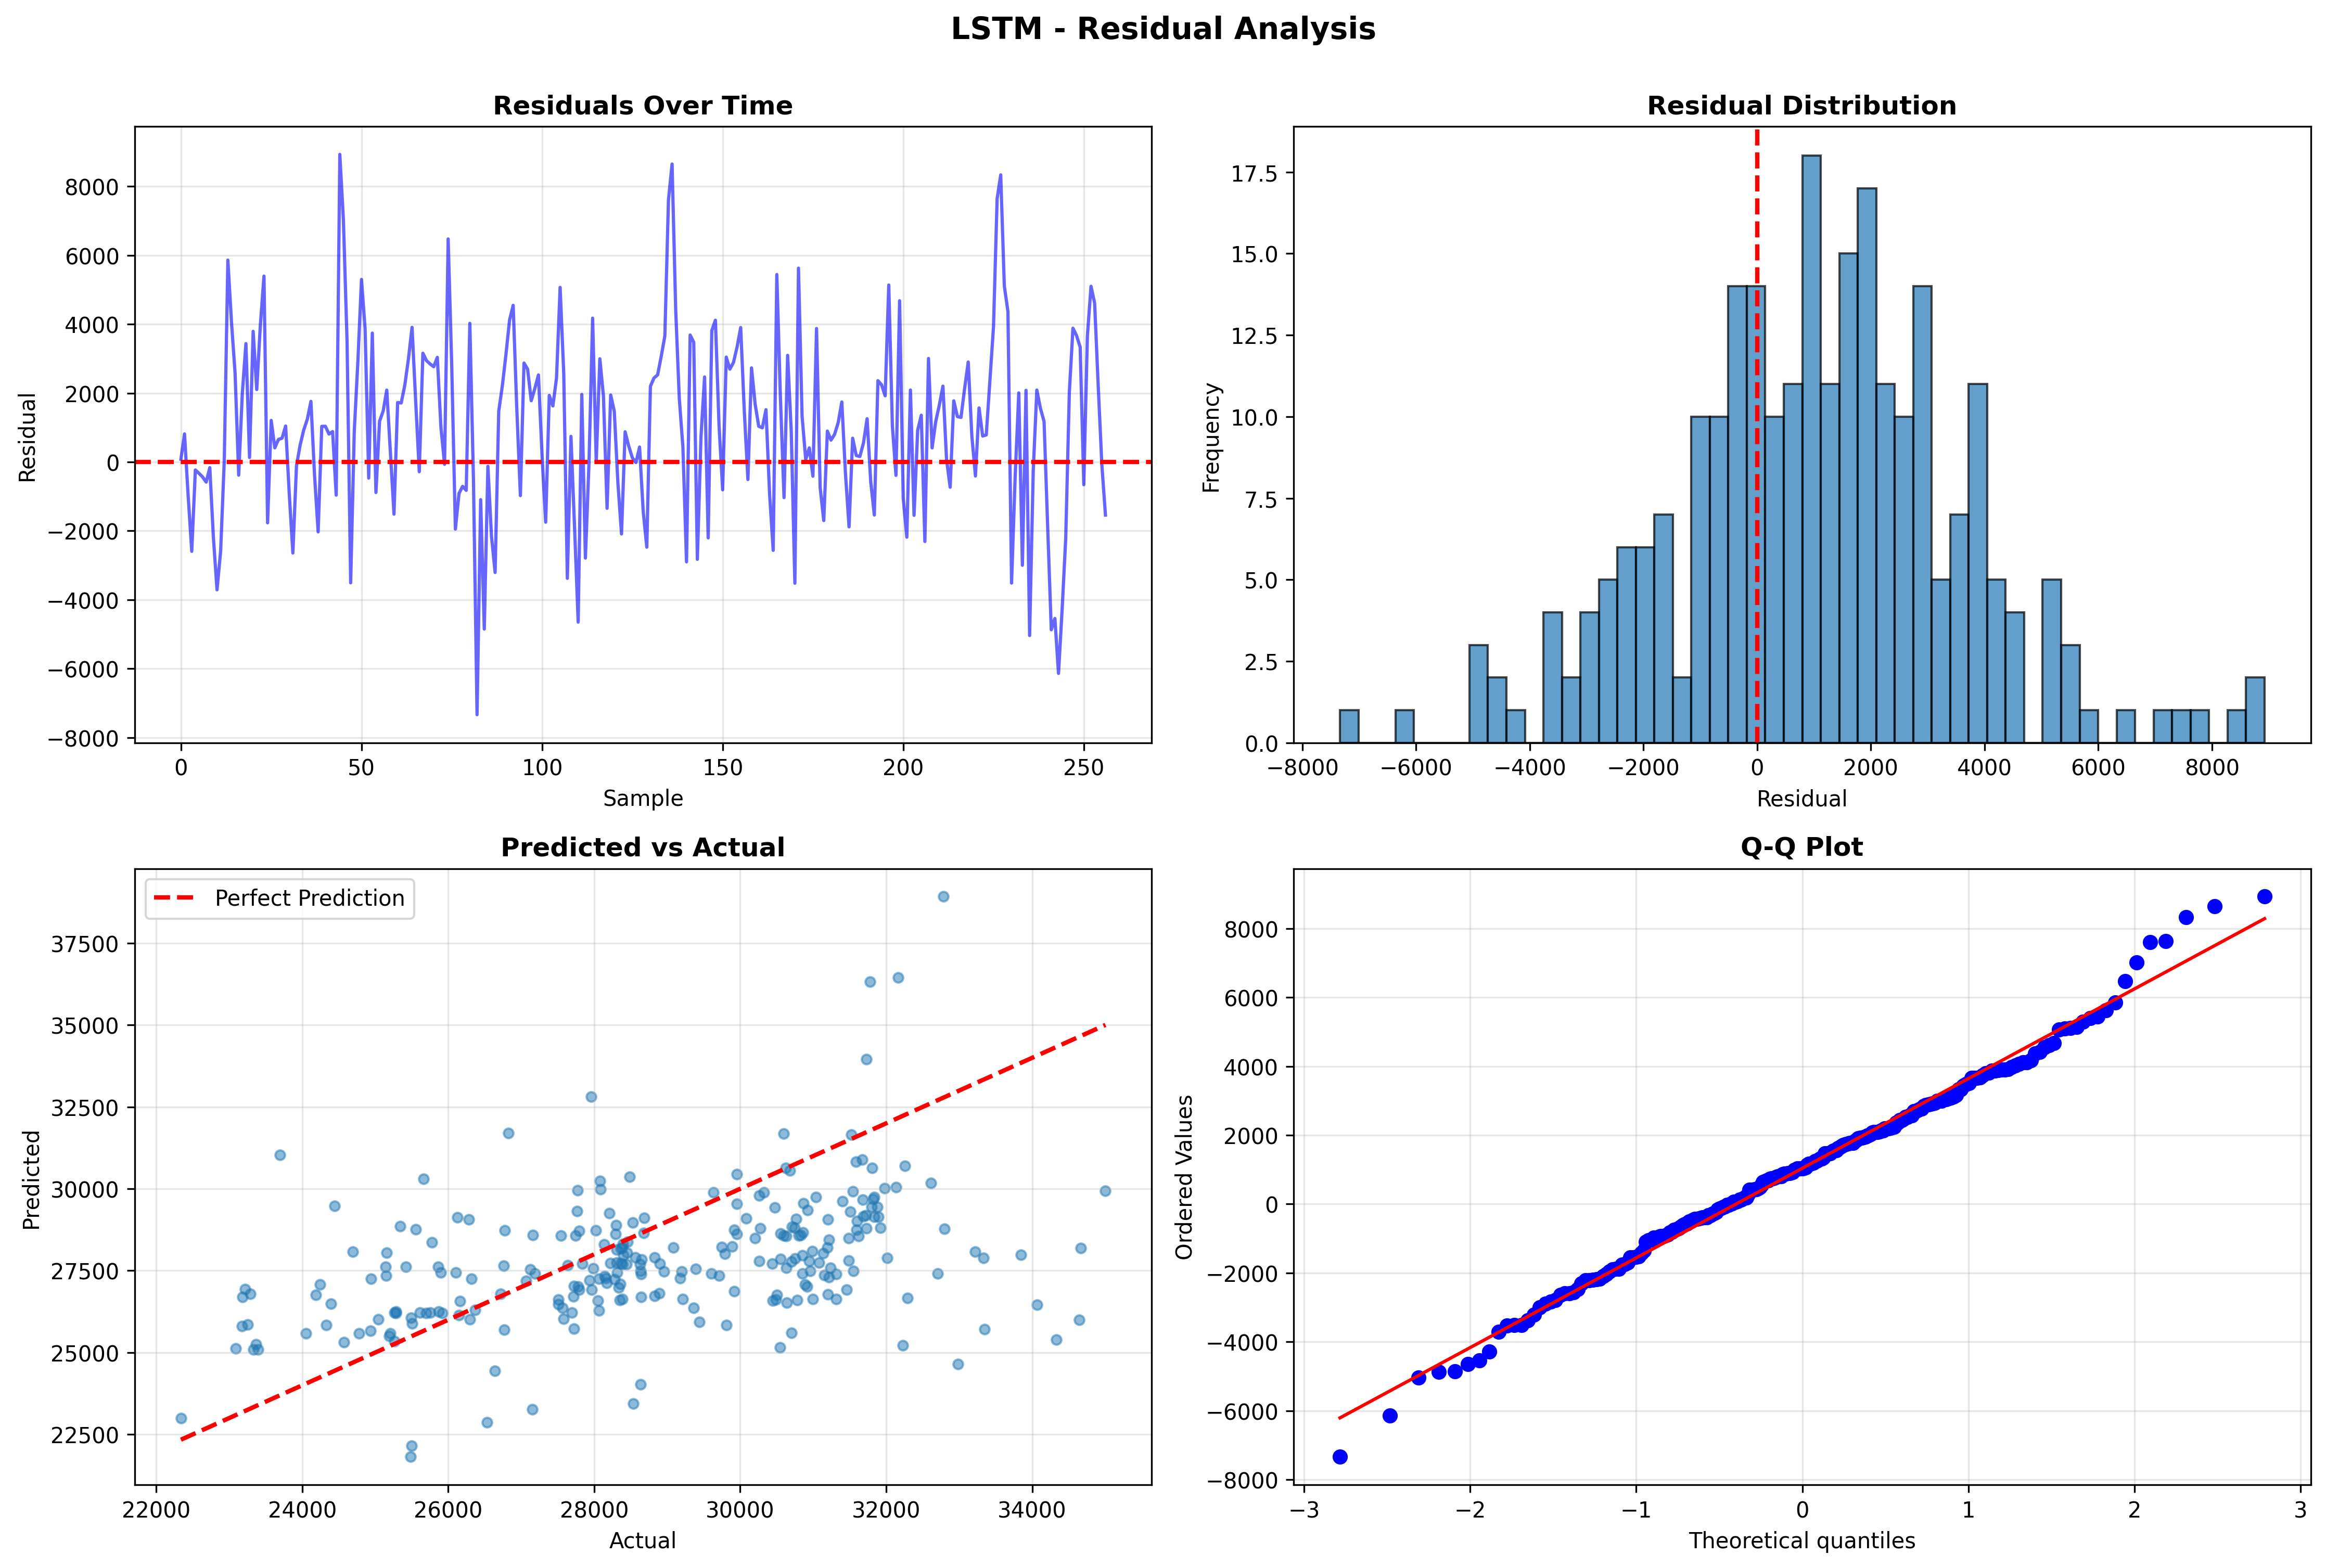 LSTM - Residual Analysis
Residuals Over Time
Residual
8000
6000
4000
2000
0
−2000
−4000
−6000
−8000
0 50 100 150 200 250
Sample
Residual Distribution
Frequency
17.5
15.0
12.5
10.0
7.5
5.0
2.5
0.0
−8000 −6000 −4000 −2000 0 2000 4000 6000 8000
Residual
Predicted vs Actual
Perfect Prediction
Predicted
37500
35000
32500
30000
27500
25000
22500
22000 24000 26000 28000 30000 32000 34000
Actual
Q-Q Plot
Ordered Values
8000
6000
4000
2000
0
−2000
−4000
−6000
−8000
−3 −2 −1 0 1 2 3
Theoretical quantiles